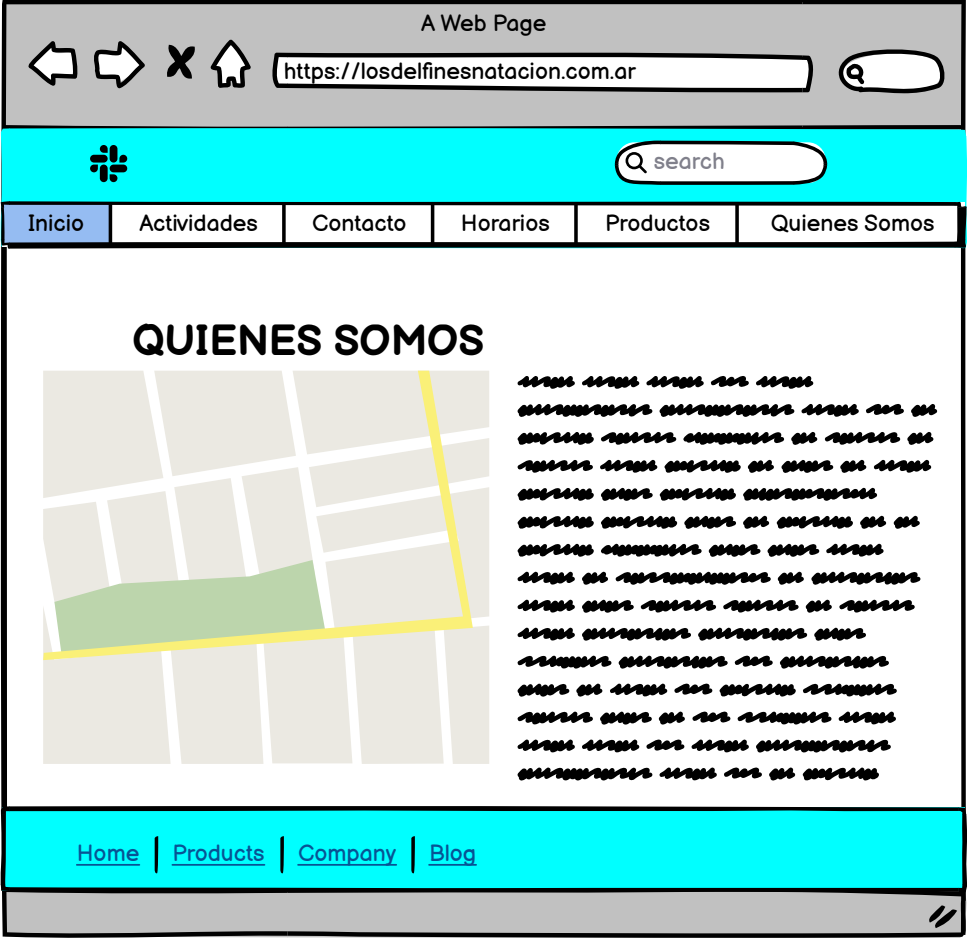 A Web Page
https://losdelfinesnatacion.com.ar
search
Inicio Actividades Contacto Horarios Productos Quienes Somos
QUIENES SOMOS
Home Products Company Blog